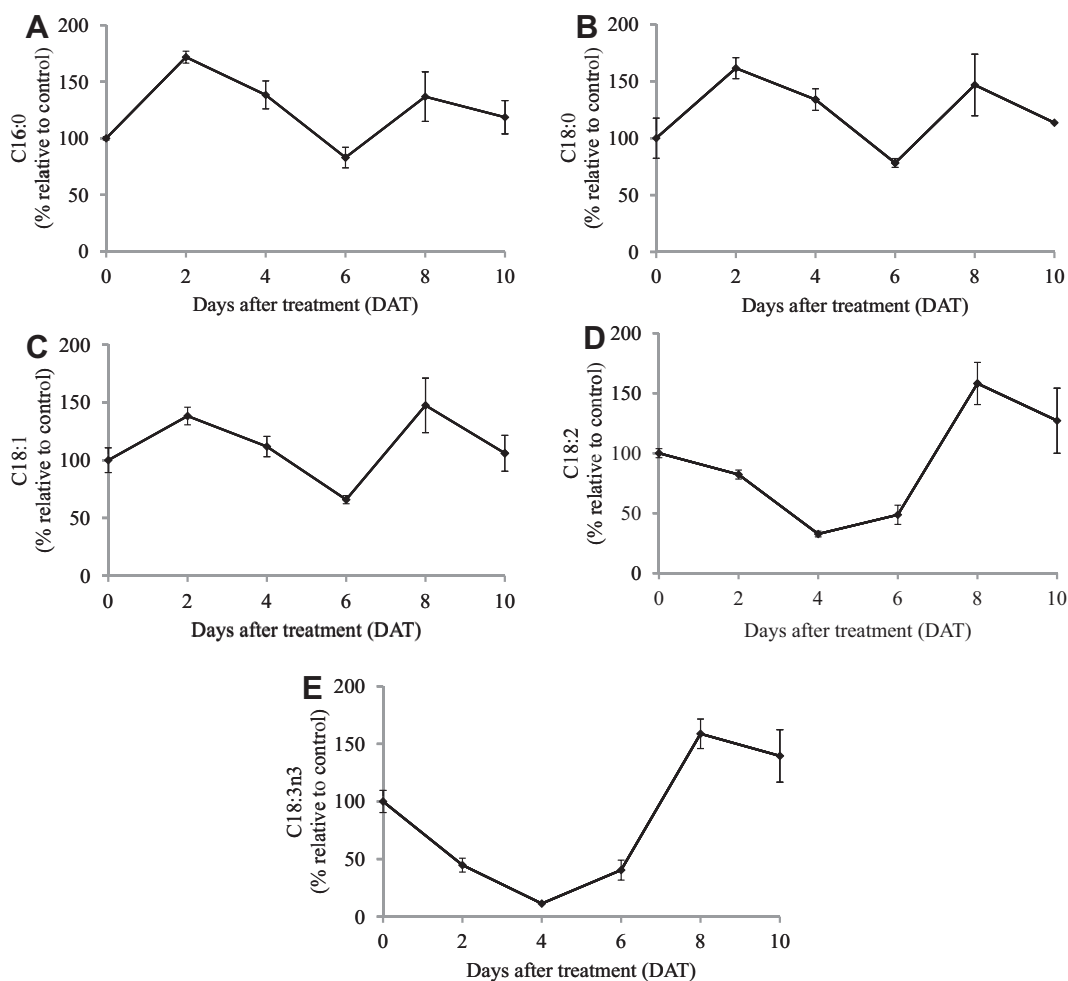 A
C16:0
(% relative to control)
200
150
100
50
0
0 2 4 6 8 10
Days after treatment (DAT)
B
C18:0
(% relative to control)
200
150
100
50
0
0 2 4 6 8 10
Days after treatment (DAT)
C
C18:1
(% relative to control)
200
150
100
50
0
0 2 4 6 8 10
Days after treatment (DAT)
D
C18:2
(% relative to control)
200
150
100
50
0
0 2 4 6 8 10
Days after treatment (DAT)
E
C18:3n3
(% relative to control)
200
150
100
50
0
0 2 4 6 8 10
Days after treatment (DAT)